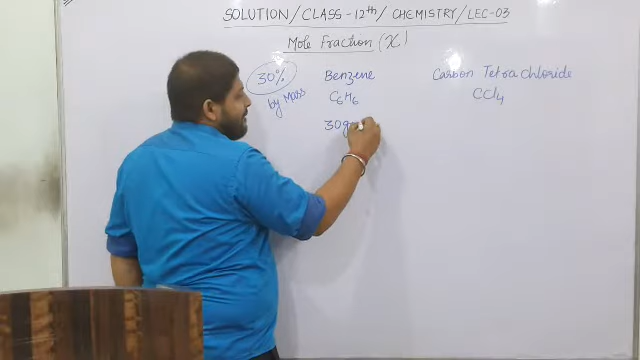 SOLUTION/CLASS-12th/CHEMISTRY/LEC-03
Mole Fraction (X)
30% Benzene Carbon Tetra chloride
by Mass C6H6 CCl4
30g